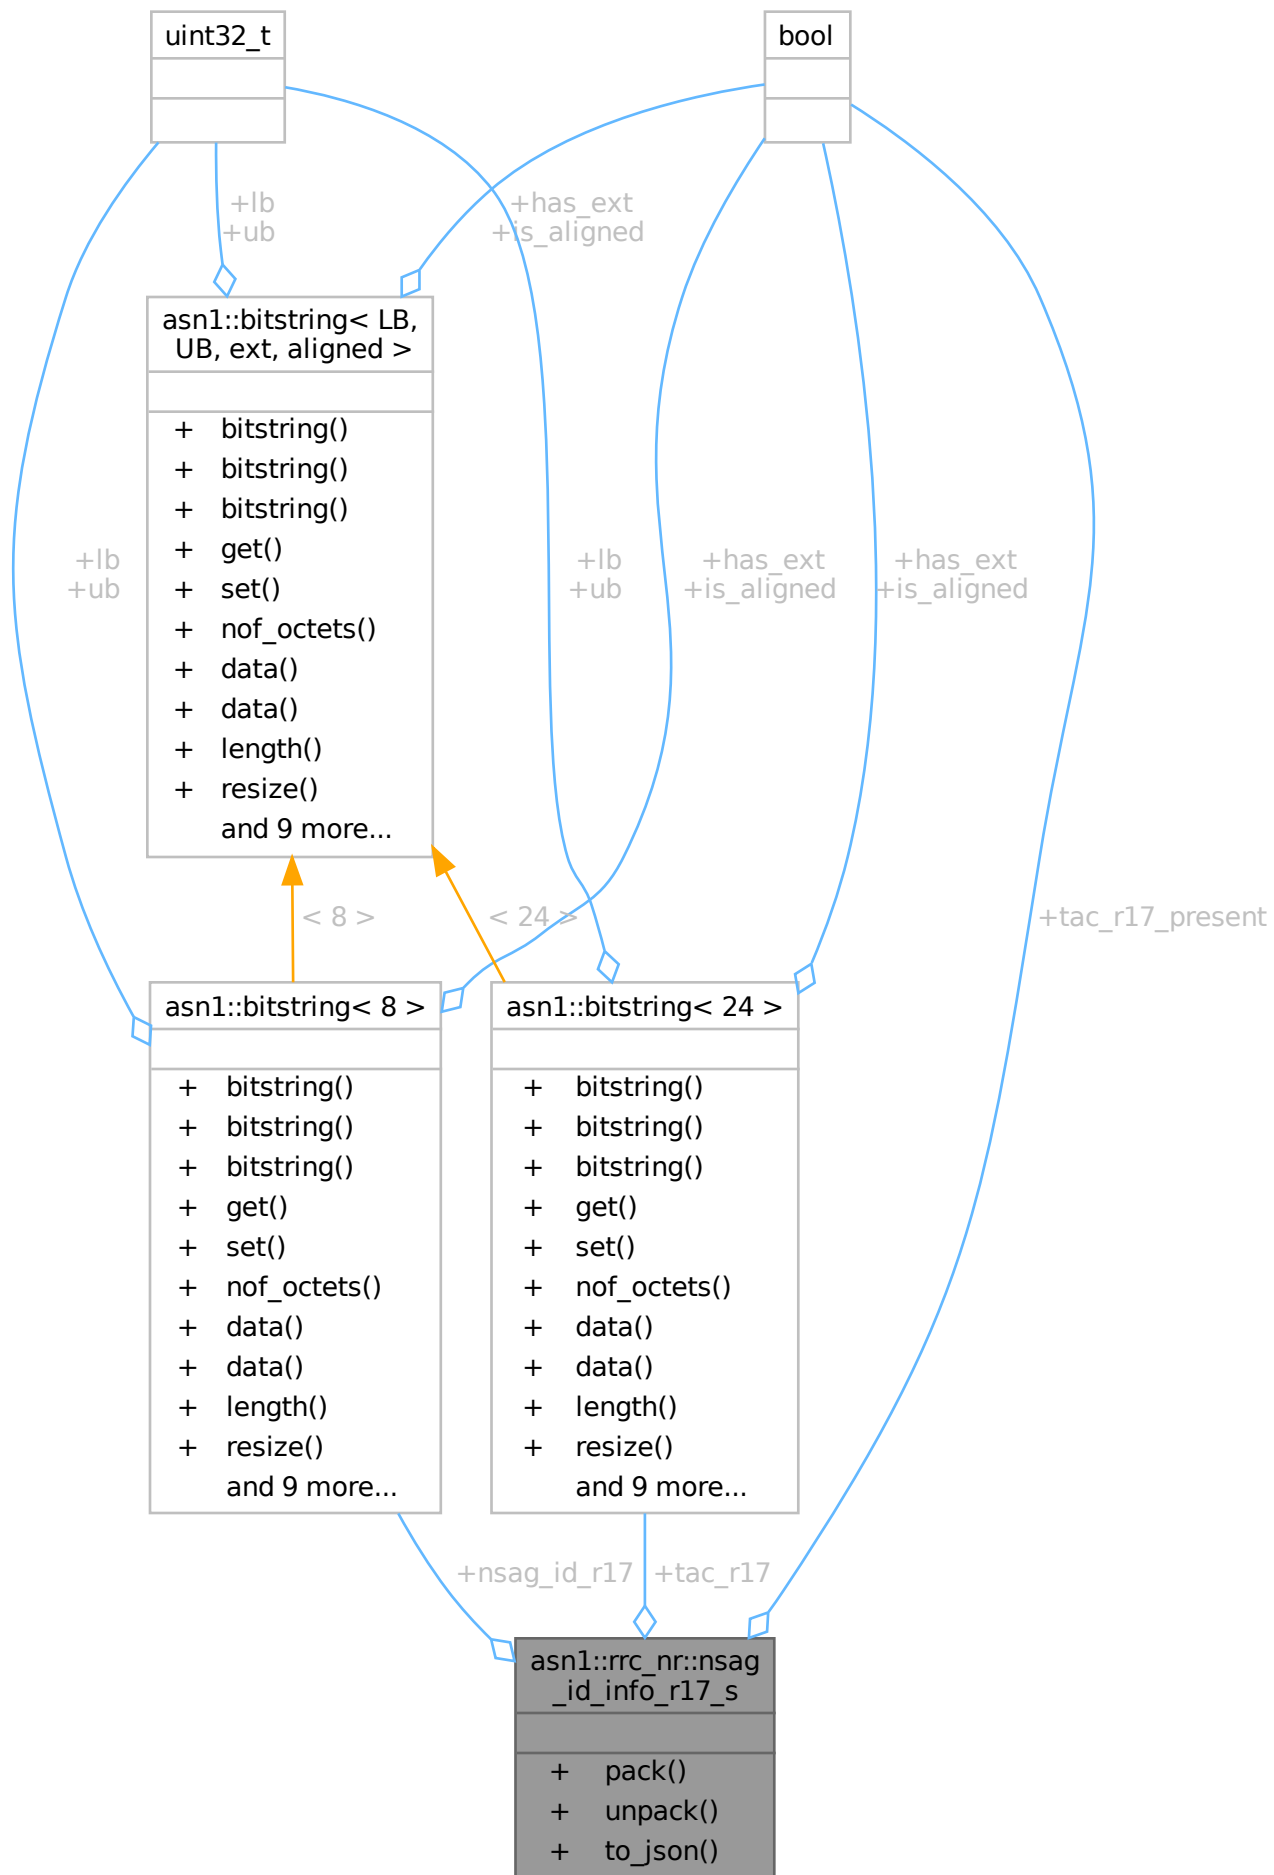 uint32_t
bool
+lb
+ub
+has_ext
+is_aligned
asn1::bitstring< LB,
UB, ext, aligned >
+ bitstring()
+ bitstring()
+ bitstring()
+ get()
+ set()
+ nof_octets()
+ data()
+ data()
+ length()
+ resize()
and 9 more...
+lb
+ub
+lb
+ub
+has_ext
+is_aligned
+has_ext
+is_aligned
< 8 >
< 24 >
+tac_r17_present
asn1::bitstring< 8 >
+ bitstring()
+ bitstring()
+ bitstring()
+ get()
+ set()
+ nof_octets()
+ data()
+ data()
+ length()
+ resize()
and 9 more...
asn1::bitstring< 24 >
+ bitstring()
+ bitstring()
+ bitstring()
+ get()
+ set()
+ nof_octets()
+ data()
+ data()
+ length()
+ resize()
and 9 more...
+nsag_id_r17
+tac_r17
asn1::rrc_nr::nsag
_id_info_r17_s
+ pack()
+ unpack()
+ to_json()